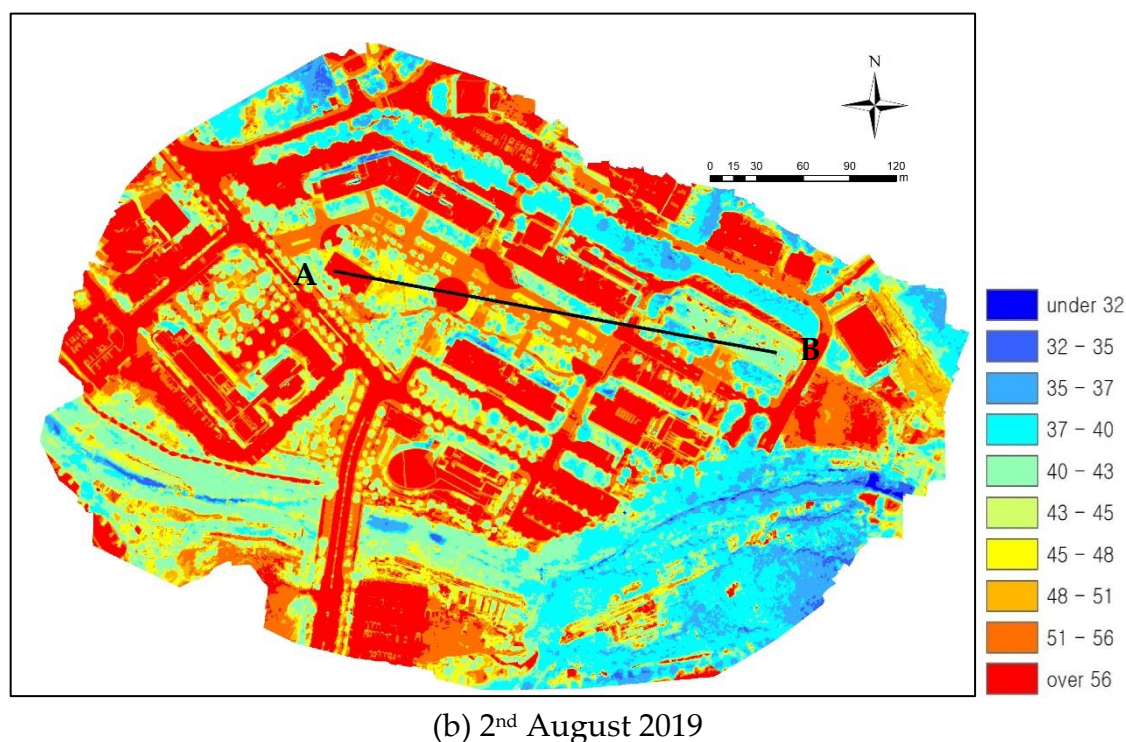 N
0 15 30 60 90 120
m
A
B
under 32
32 - 35
35 - 37
37 - 40
40 - 43
43 - 45
45 - 48
48 - 51
51 - 56
over 56
(b) 2nd August 2019